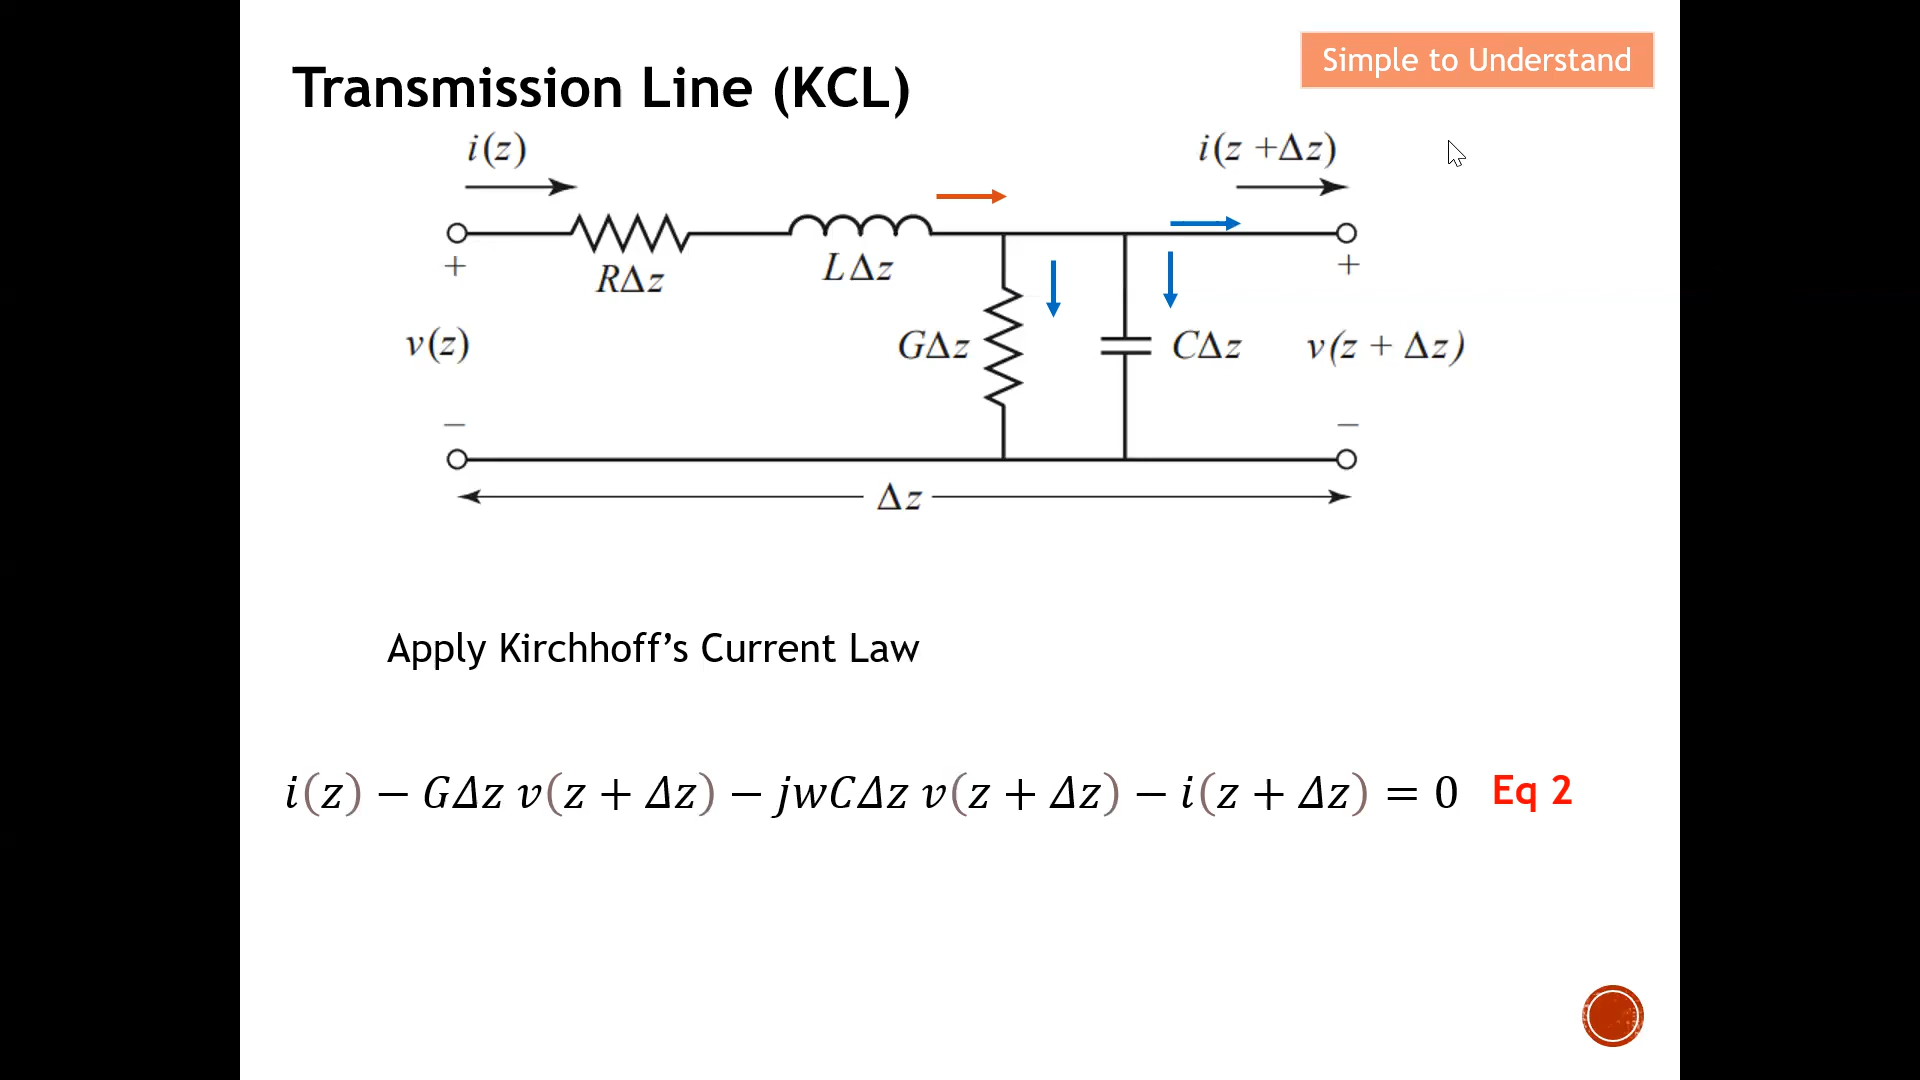 Simple to Understand
Transmission Line (KCL)
i(z)
i(z +Δz)
RΔz
LΔz
+
+
v(z)
GΔz
CΔz
v(z + Δz)
−
−
Δz
Apply Kirchhoff’s Current Law
i(z) − GΔz v(z + Δz) − jwCΔz v(z + Δz) − i(z + Δz) = 0 Eq 2